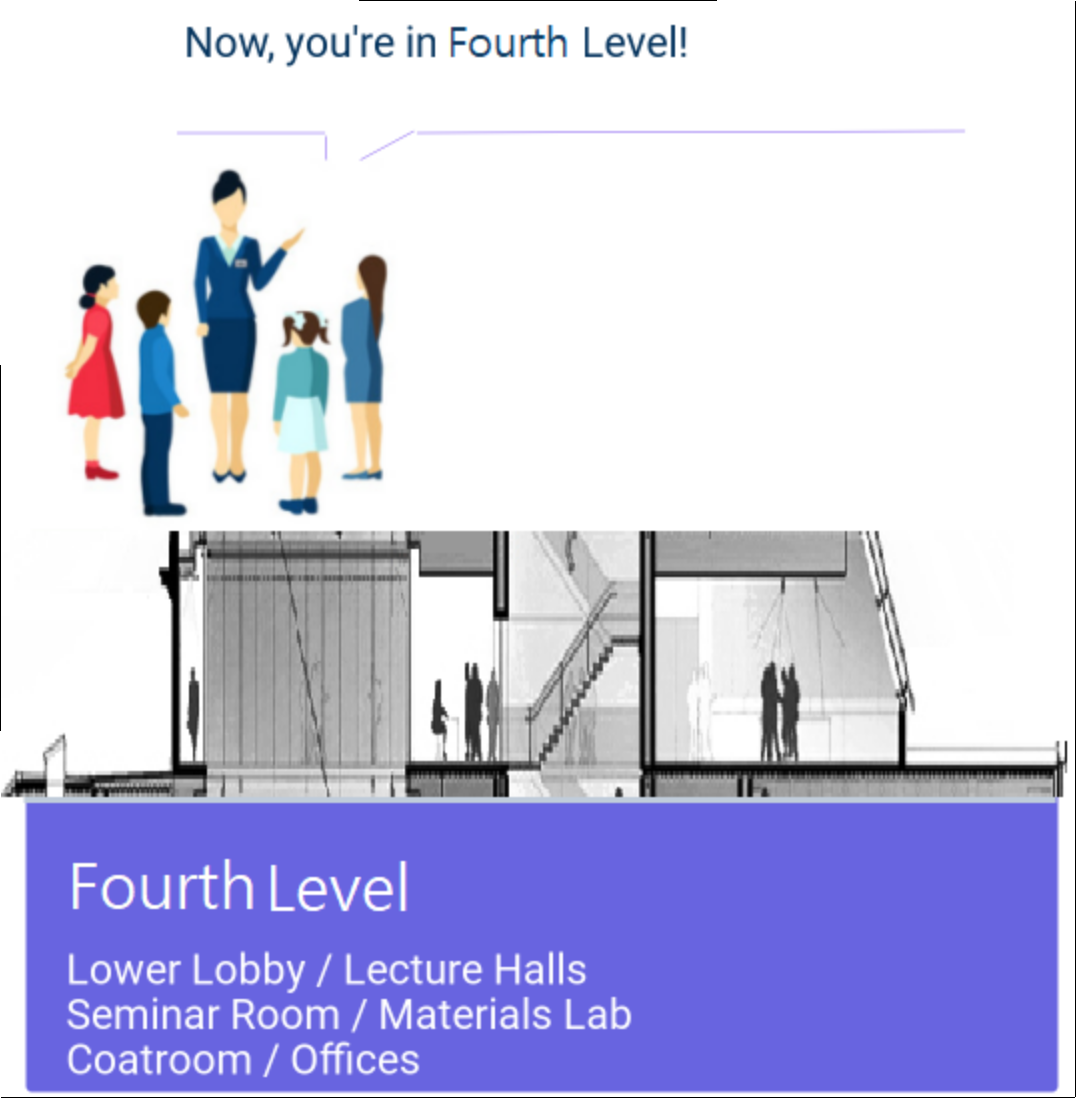 Now, you're in Fourth Level!
Fourth Level
Lower Lobby / Lecture Halls
Seminar Room / Materials Lab
Coatroom / Offices